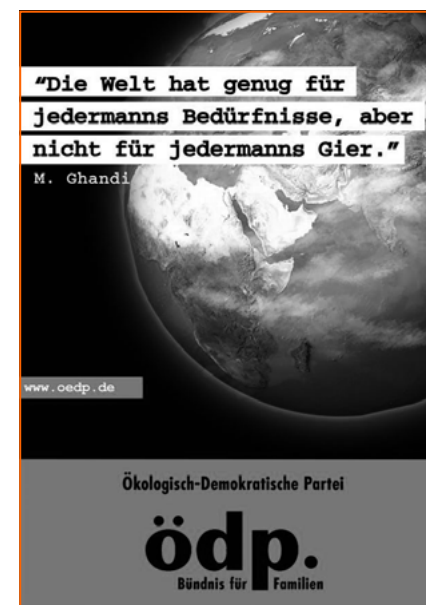 "Die Welt hat genug für
jedermanns Bedürfnisse, aber
nicht für jedermanns Gier."
M. Ghandi
www.oedp.de
Ökologisch-Demokratische Partei
ödp.
Bündnis für Familien